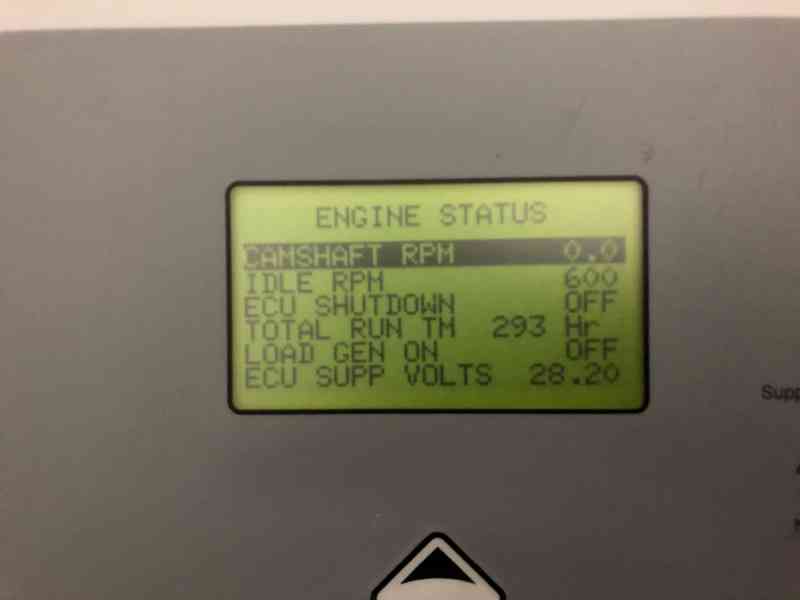 ENGINE STATUS
CAMSHAFT RPM 0.0
IDLE RPM 600
ECU SHUTDOWN OFF
TOTAL RUN TM 293 Hr
LOAD GEN ON OFF
ECU SUPP VOLTS 28.20